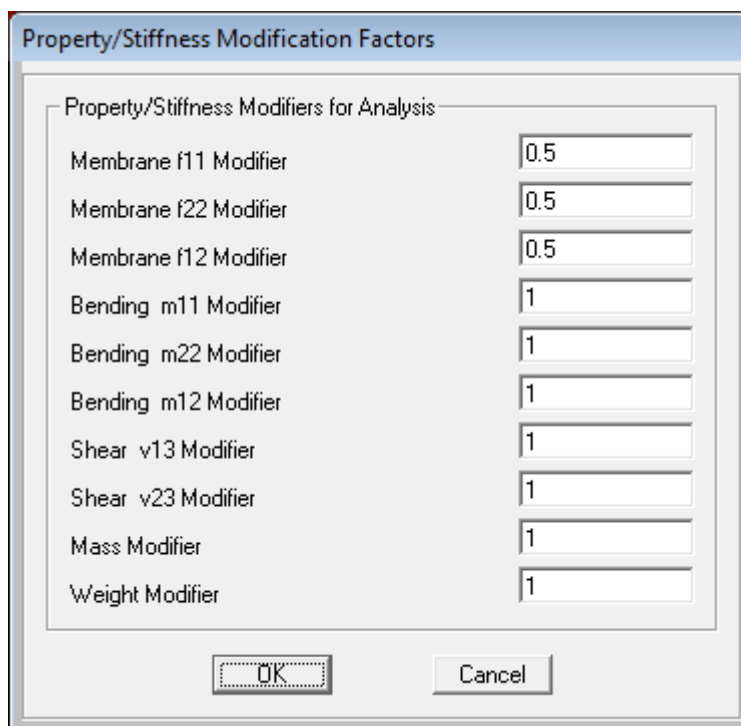 Property/Stiffness Modification Factors
Property/Stiffness Modifiers for Analysis
Membrane f11 Modifier 0.5
Membrane f22 Modifier 0.5
Membrane f12 Modifier 0.5
Bending m11 Modifier 1
Bending m22 Modifier 1
Bending m12 Modifier 1
Shear v13 Modifier 1
Shear v23 Modifier 1
Mass Modifier 1
Weight Modifier 1
OK Cancel